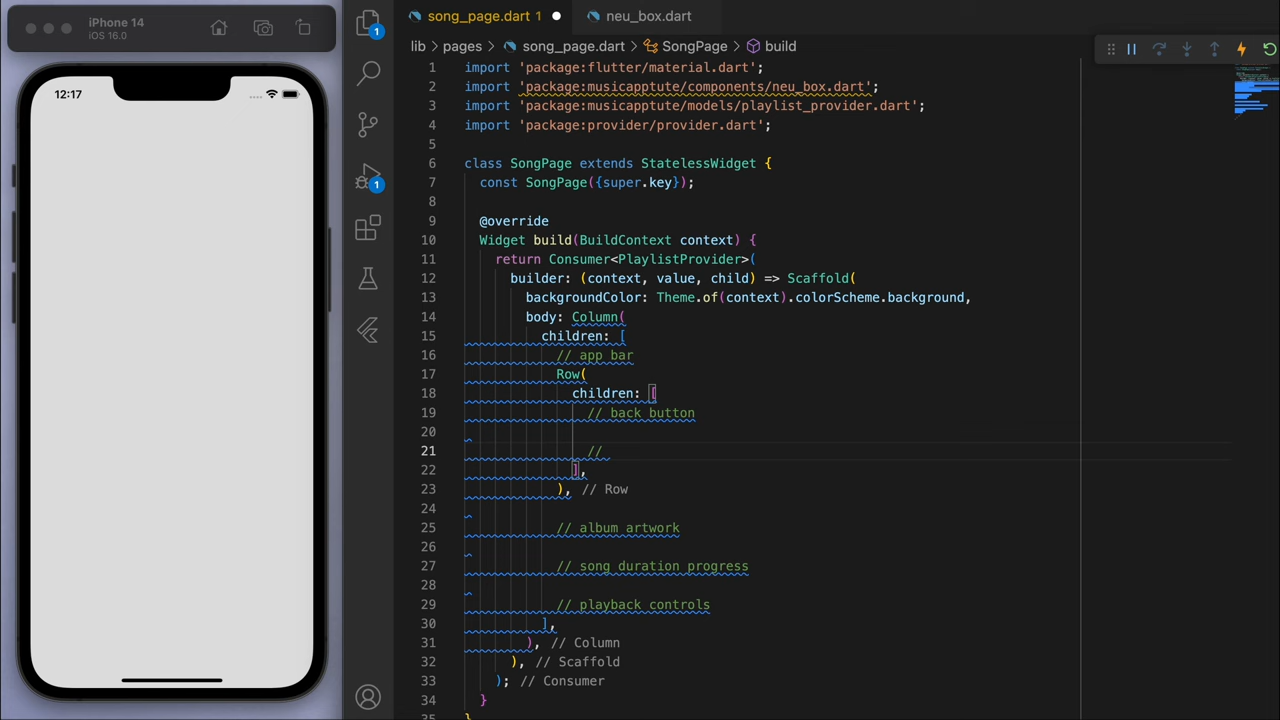 iPhone 14
iOS 16.0
12:17
1
1
song_page.dart 1
neu_box.dart
lib > pages > song_page.dart > SongPage > build
1 import 'package:flutter/material.dart';
2 import 'package:musicapptute/components/neu_box.dart';
3 import 'package:musicapptute/models/playlist_provider.dart';
4 import 'package:provider/provider.dart';
5
6 class SongPage extends StatelessWidget {
7 const SongPage({super.key});
8
9 @override
10 Widget build(BuildContext context) {
11 return Consumer<PlaylistProvider>(
12 builder: (context, value, child) => Scaffold(
13 backgroundColor: Theme.of(context).colorScheme.background,
14 body: Column(
15 children: [
16 // app bar
17 Row(
18 children: [
19 // back button
20
21 //
22 ],
23 ), // Row
24
25 // album artwork
26
27 // song duration progress
28
29 // playback controls
30 ],
31 ), // Column
32 ), // Scaffold
33 ); // Consumer
34 }
35 }